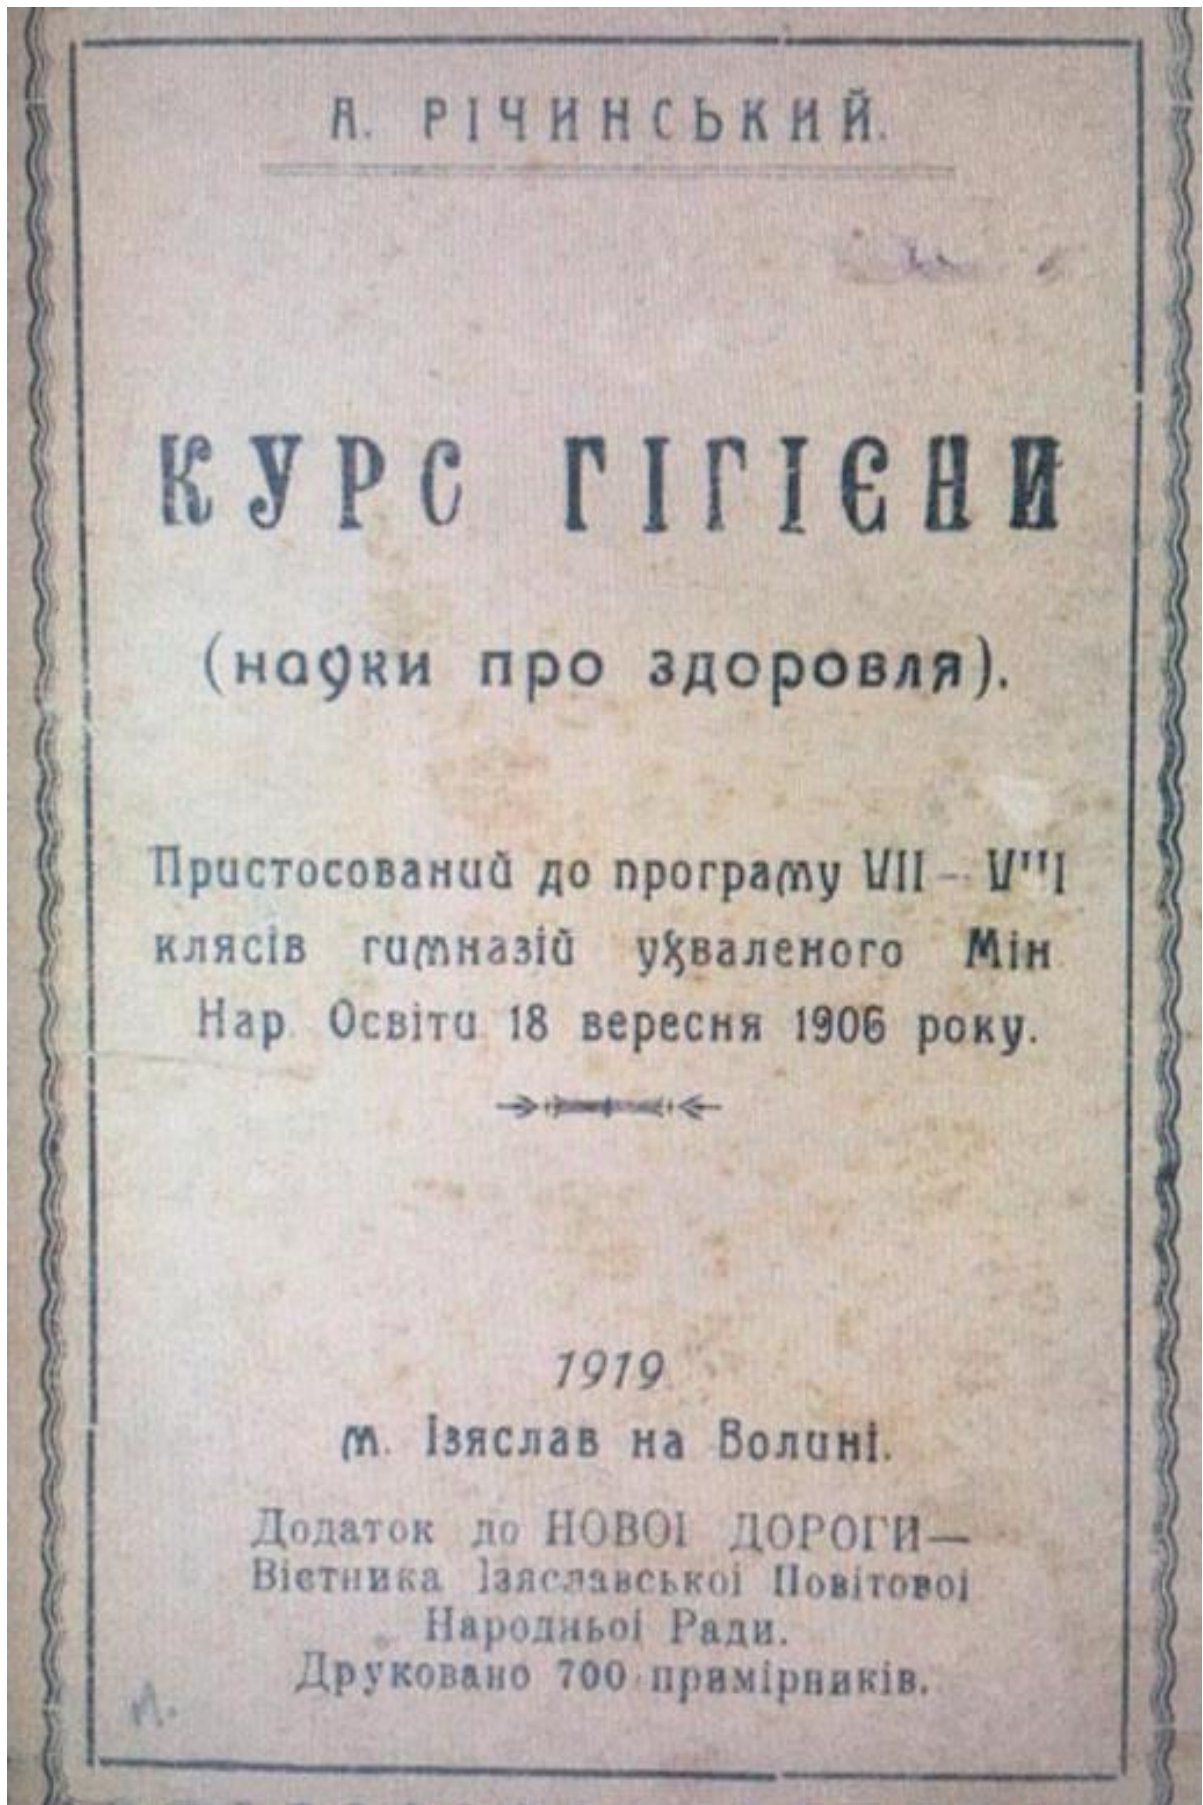 А. РІЧИНСЬКИЙ.
КУРС ГІГІЄНИ
(науки про здоровля).
Пристосований до програму VII – VIII
клясів гимназій ухваленого Мін
Нар. Освіти 18 вересня 1906 року.
1919
м. Ізяслав на Волині.
Додаток до НОВОІ ДОРОГИ—
Вістника Ізяславськоі Повітовоі
Народньоі Ради.
Друковано 700 примірників.